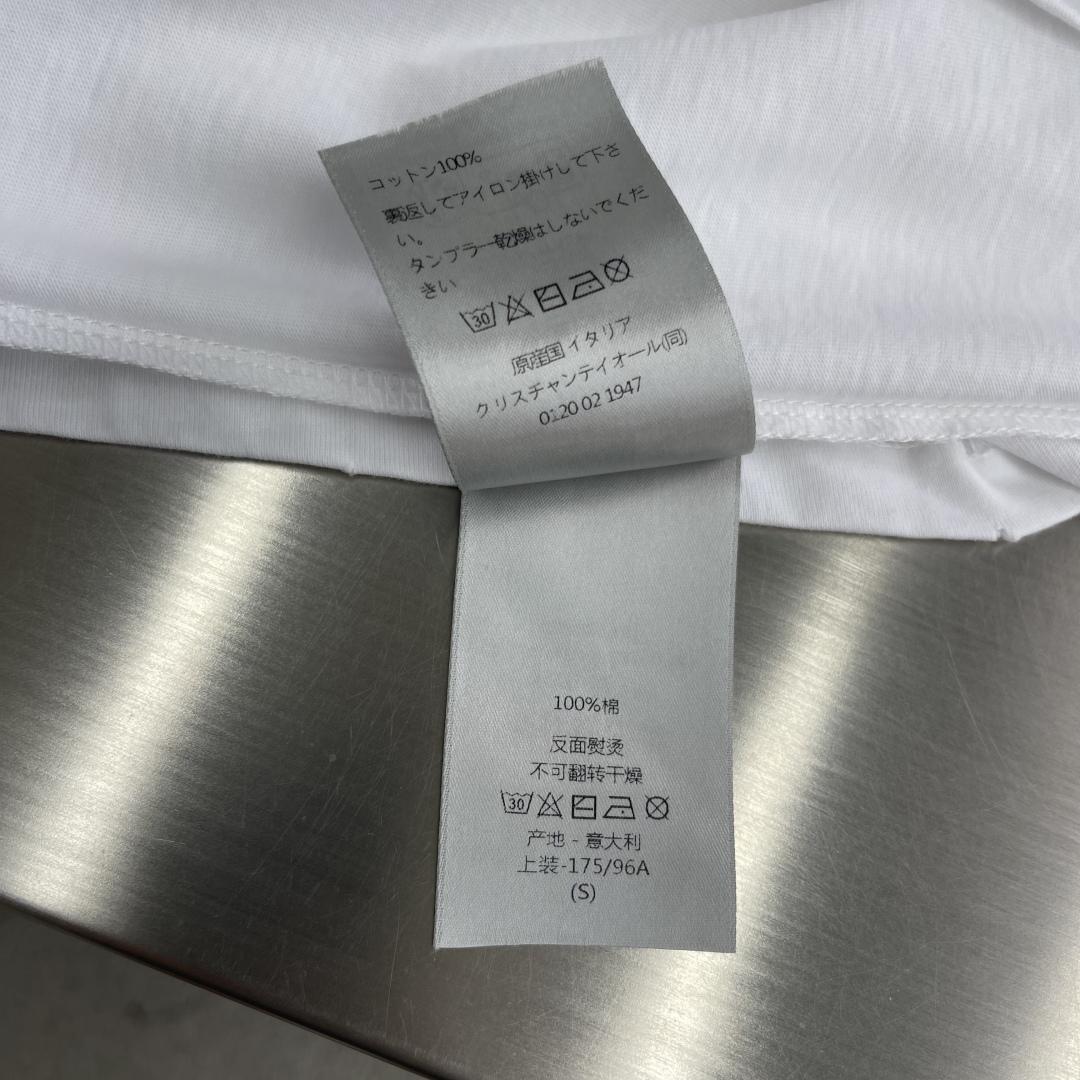 コットン100%
裏返してアイロン掛けして下さ
い。
タンブラー乾燥はしないでくだ
さい
30
原産国 イタリア
クリスチャンディオール(同)
0120 02 1947
100%棉
反面熨烫
不可翻转干燥
30
产地 - 意大利
上装-175/96A
(S)